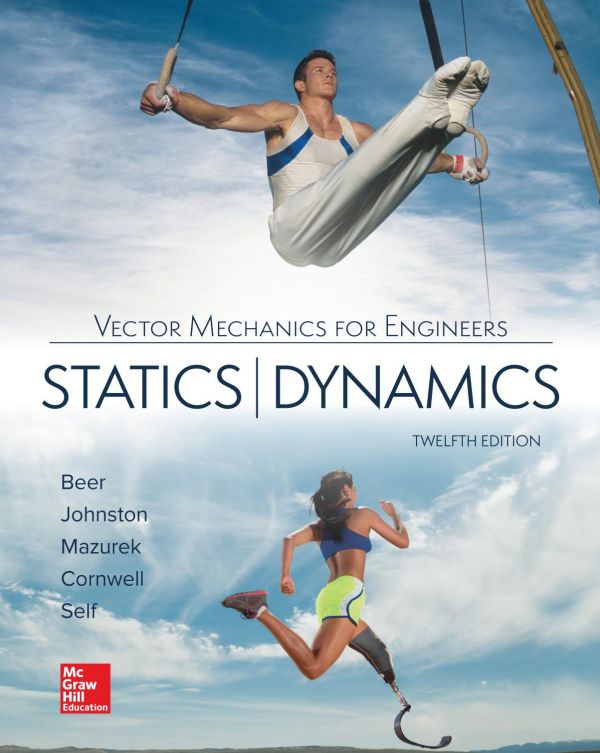 Vector Mechanics for Engineers
STATICS | DYNAMICS
TWELFTH EDITION
Beer
Johnston
Mazurek
Cornwell
Self
Mc
Graw
Hill
Education